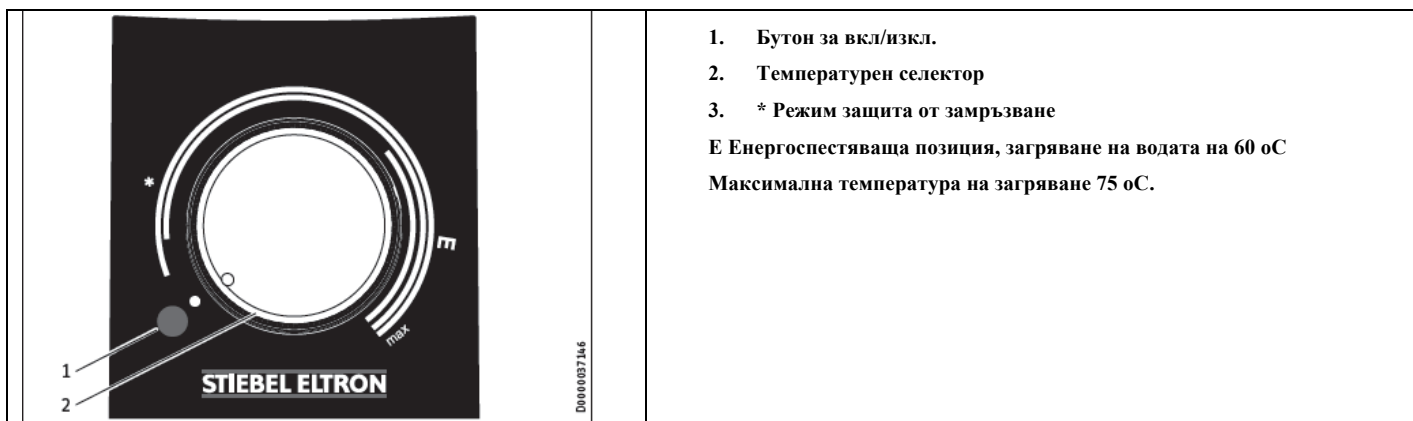 *
E
max
1
2
STIEBEL ELTRON
D0000037146
1. Бутон за вкл/изкл.
2. Температурен селектор
3. * Режим защита от замръзване
Е Енергоспестяваща позиция, загряване на водата на 60 оС
Максимална температура на загряване 75 оС.